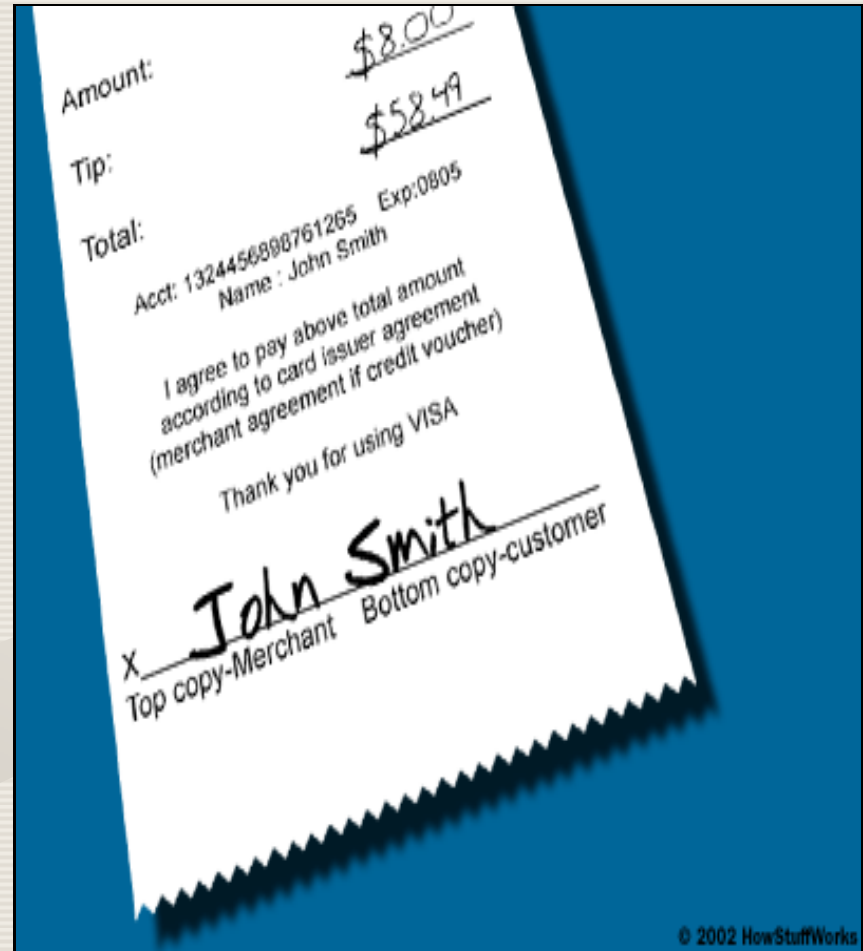 Amount:
Tip: $8.00
Total: $58.49
Acct: 1324456898761265 Exp:0805
Name : John Smith
I agree to pay above total amount
according to card issuer agreement
(merchant agreement if credit voucher)
Thank you for using VISA
X John Smith
Top copy-Merchant Bottom copy-customer
© 2002 HowStuffWorks